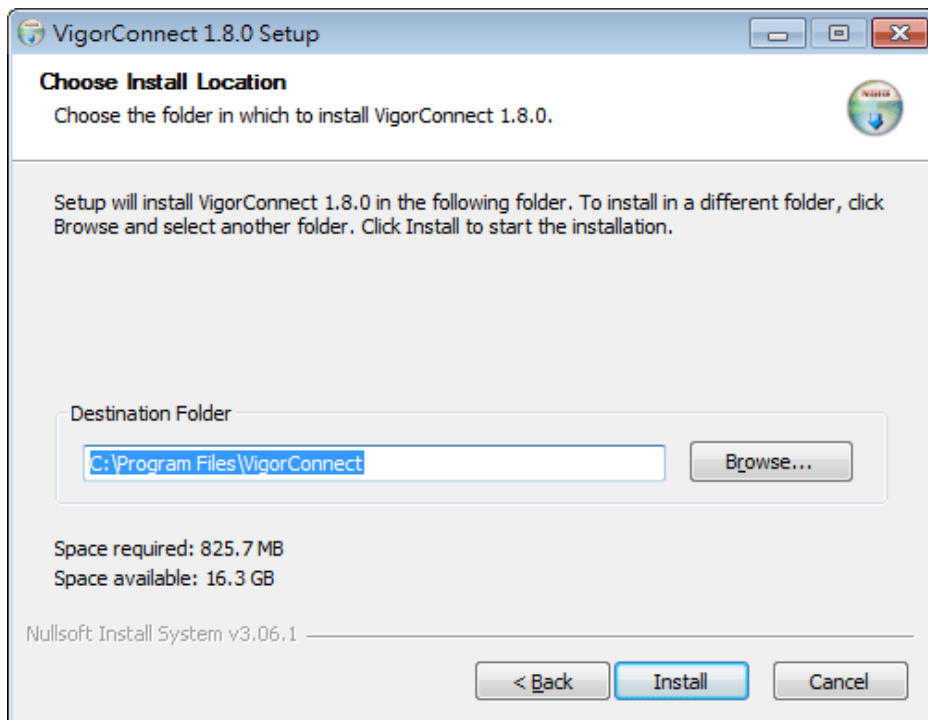 VigorConnect 1.8.0 Setup
Choose Install Location
Choose the folder in which to install VigorConnect 1.8.0.
Setup will install VigorConnect 1.8.0 in the following folder. To install in a different folder, click
Browse and select another folder. Click Install to start the installation.
Destination Folder
C:\Program Files\VigorConnect
Browse...
Space required: 825.7 MB
Space available: 16.3 GB
Nullsoft Install System v3.06.1
< Back
Install
Cancel